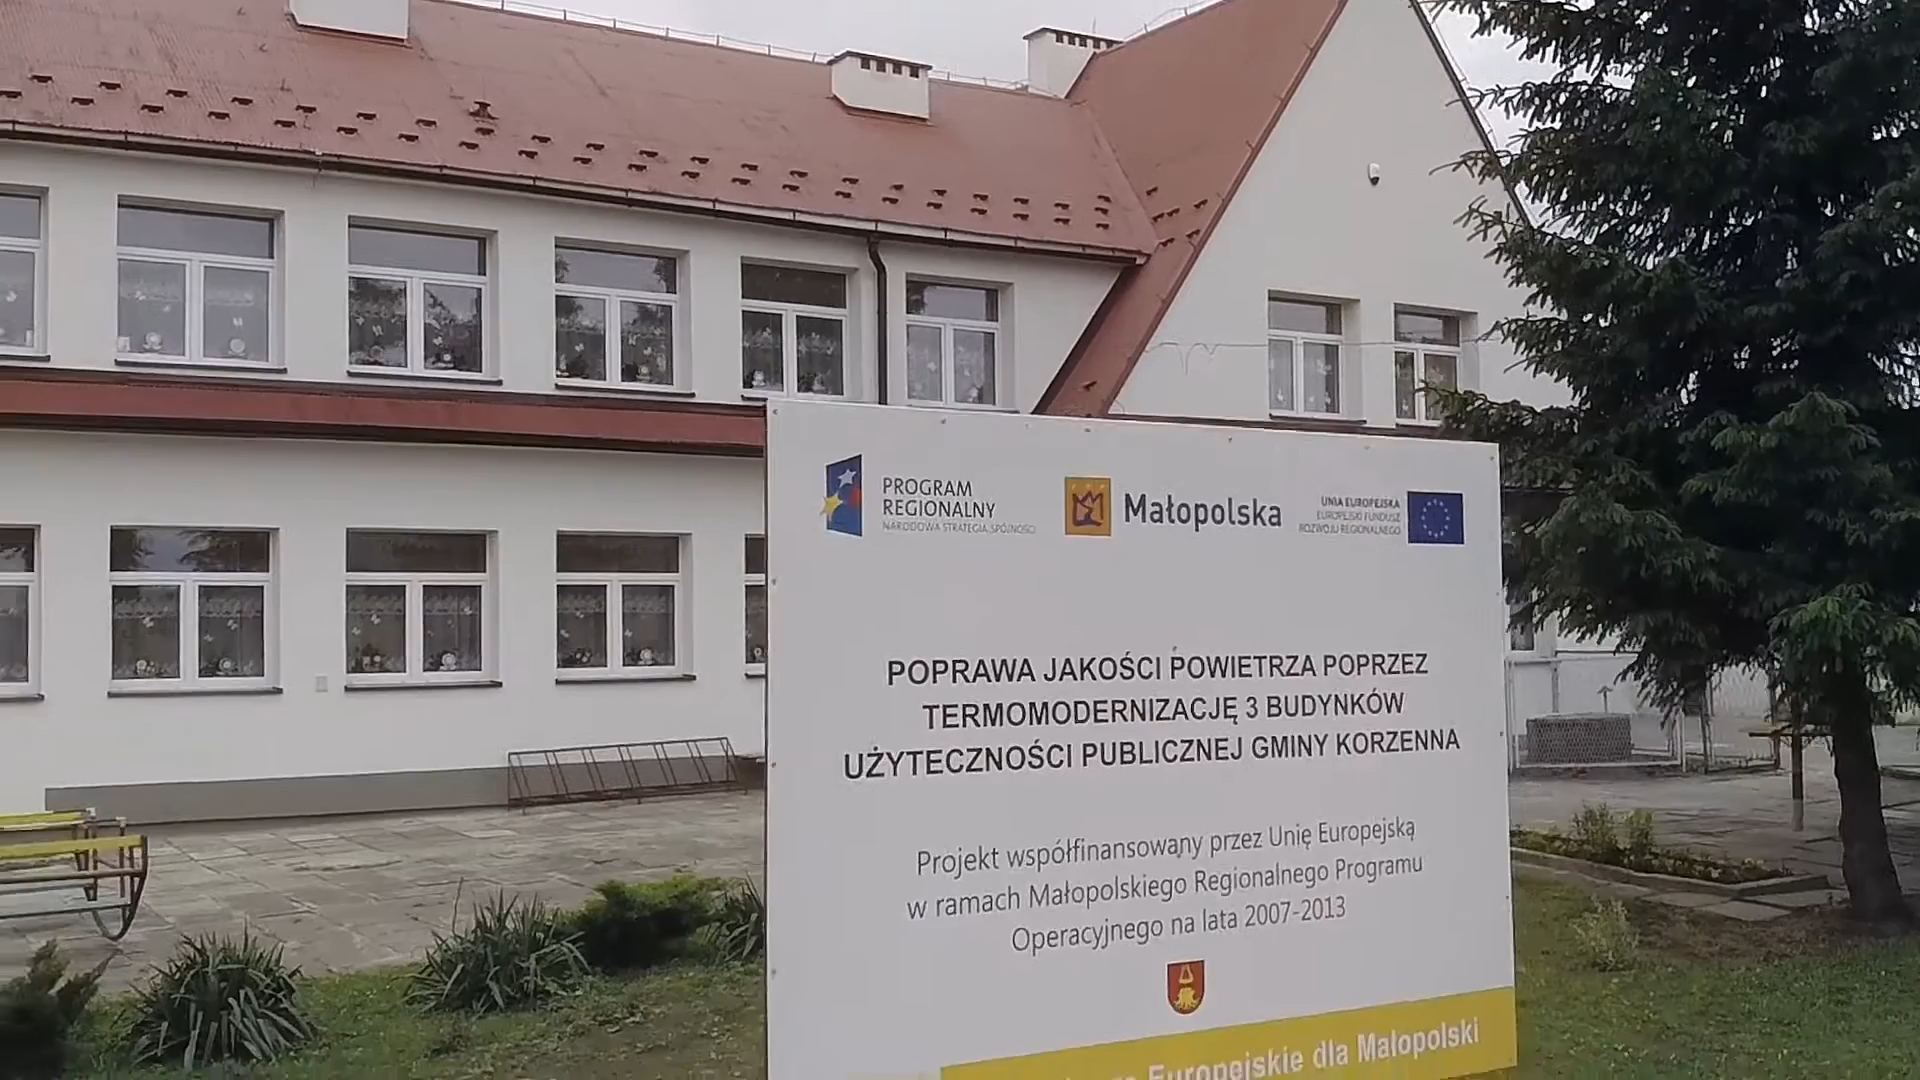 PROGRAM
REGIONALNY
NARODOWA STRATEGIA SPÓJNOŚCI
Małopolska
UNIA EUROPEJSKA
EUROPEJSKI FUNDUSZ
ROZWOJU REGIONALNEGO
POPRAWA JAKOŚCI POWIETRZA POPRZEZ
TERMOMODERNIZACJĘ 3 BUDYNKÓW
UŻYTECZNOŚCI PUBLICZNEJ GMINY KORZENNA
Projekt współfinansowany przez Unię Europejską
w ramach Małopolskiego Regionalnego Programu
Operacyjnego na lata 2007-2013
Europejskie dla Małopolski